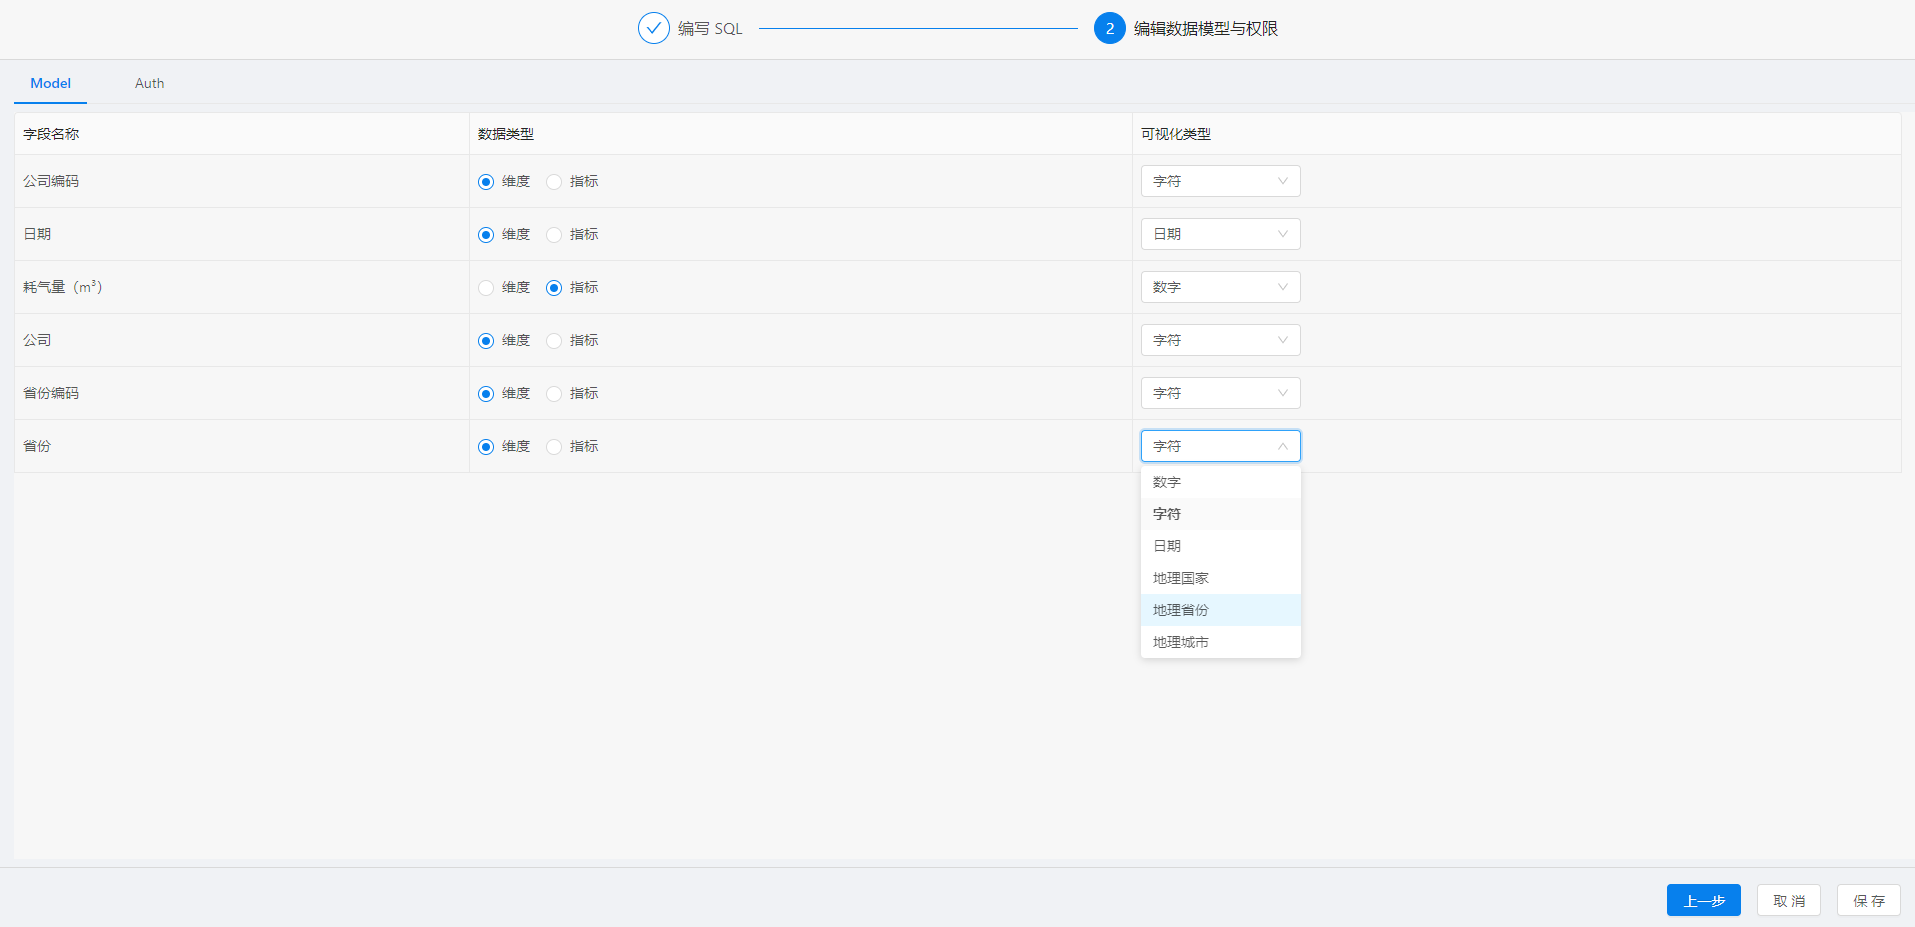 编写 SQL 2 编辑数据模型与权限
Model Auth
字段名称 数据类型 可视化类型
公司编码 维度 指标 字符
日期 维度 指标 日期
耗气量（m³） 维度 指标 数字
公司 维度 指标 字符
省份编码 维度 指标 字符
省份 维度 指标 字符
数字
字符
日期
地理国家
地理省份
地理城市
上一步 取 消 保 存